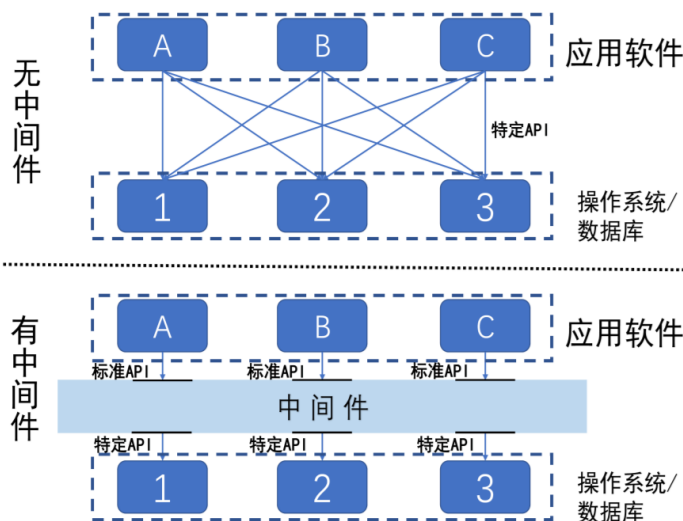 A B C 应用软件
无中间件
特定API
1 2 3 操作系统/
数据库
A B C 应用软件
有中间件
标准API 标准API 标准API
中间件
特定API 特定API 特定API
1 2 3 操作系统/
数据库